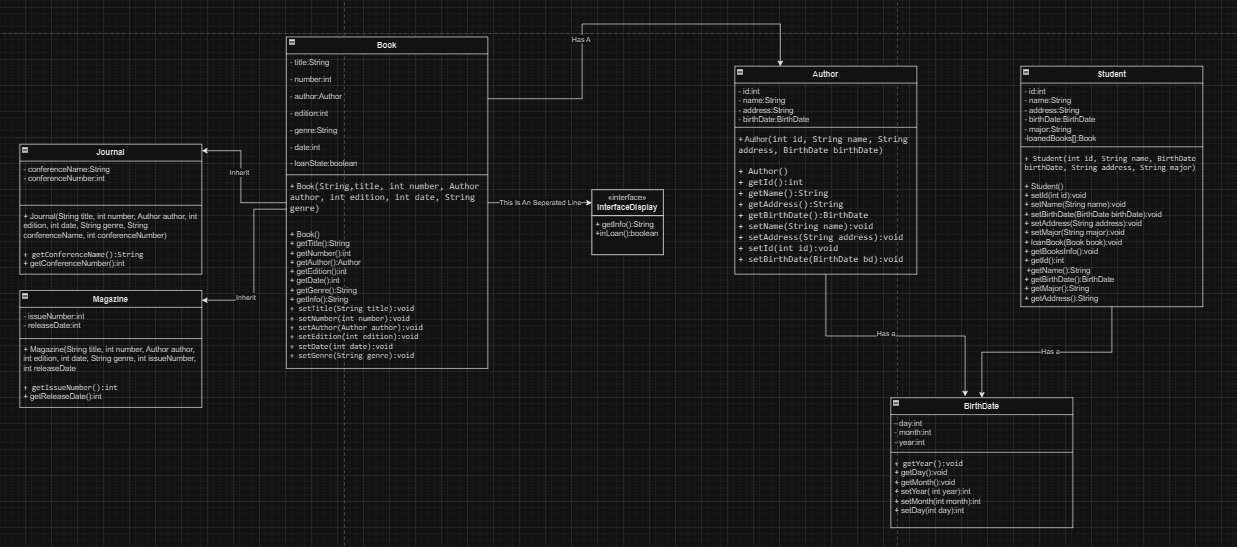 Book
- title:String
- number:int
- author:Author
- edition:int
- genre:String
- date:int
- loanState:boolean
+ Book(String,title, int number, Author
author, int edition, int date, String
genre)
+ Book()
+ getTitle():String
+ getNumber():int
+ getAuthor():Author
+ getEdition():int
+ getDate():int
+ getGenre():String
+ getInfo():String
+ setTitle(String title):void
+ setNumber(int number):void
+ setAuthor(Author author):void
+ setEdition(int edition):void
+ setDate(int date):void
+ setGenre(String genre):void
Has A
Journal
- conferenceName:String
- conferenceNumber:int
+ Journal(String title, int number, Author author, int
edition, int date, String genre, String
conferenceName, int conferenceNumber)
+ getConferenceName():String
+ getConferenceNumber():int
Inherit
Magazine
- issueNumber:int
- releaseDate:int
+ Magazine(String title, int number, Author author,
int edition, int date, String genre, int issueNumber,
int releaseDate
+ getIssueNumber():int
+ getReleaseDate():int
Inherit
This Is An Seperated Line
«interface»
InterfaceDisplay
+ getInfo():String
+inLoan():boolean
Author
- id:int
- name:String
- address:String
- birthDate:BirthDate
+ Author(int id, String name, String
address, BirthDate birthDate)
+ Author()
+ getId():int
+ getName():String
+ getAddress():String
+ getBirthDate():BirthDate
+ setName(String name):void
+ setAddress(String address):void
+ setId(int id):void
+ setBirthDate(BirthDate bd):void
Student
- id:int
- name:String
- address:String
- birthDate:BirthDate
- major:String
-loanedBooks[]:Book
+ Student(int id, String name, BirthDate
birthDate, String address, String major)
+ Student()
+ setId(int id):void
+ setName(String name):void
+ setBirthDate(BirthDate birthDate):void
+ setAddress(String address):void
+ setMajor(String major):void
+ loanBook(Book book):void
+ getBooksInfo():void
+ getId():int
+getName():String
+ getBirthDate():BirthDate
+ getMajor():String
+ getAddress():String
Has a
Has a
BirthDate
- day:int
- month:int
- year:int
+ getYear():void
+ getDay():void
+ getMonth():void
+ setYear( int year):int
+ setMonth(int month):int
+ setDay(int day):int